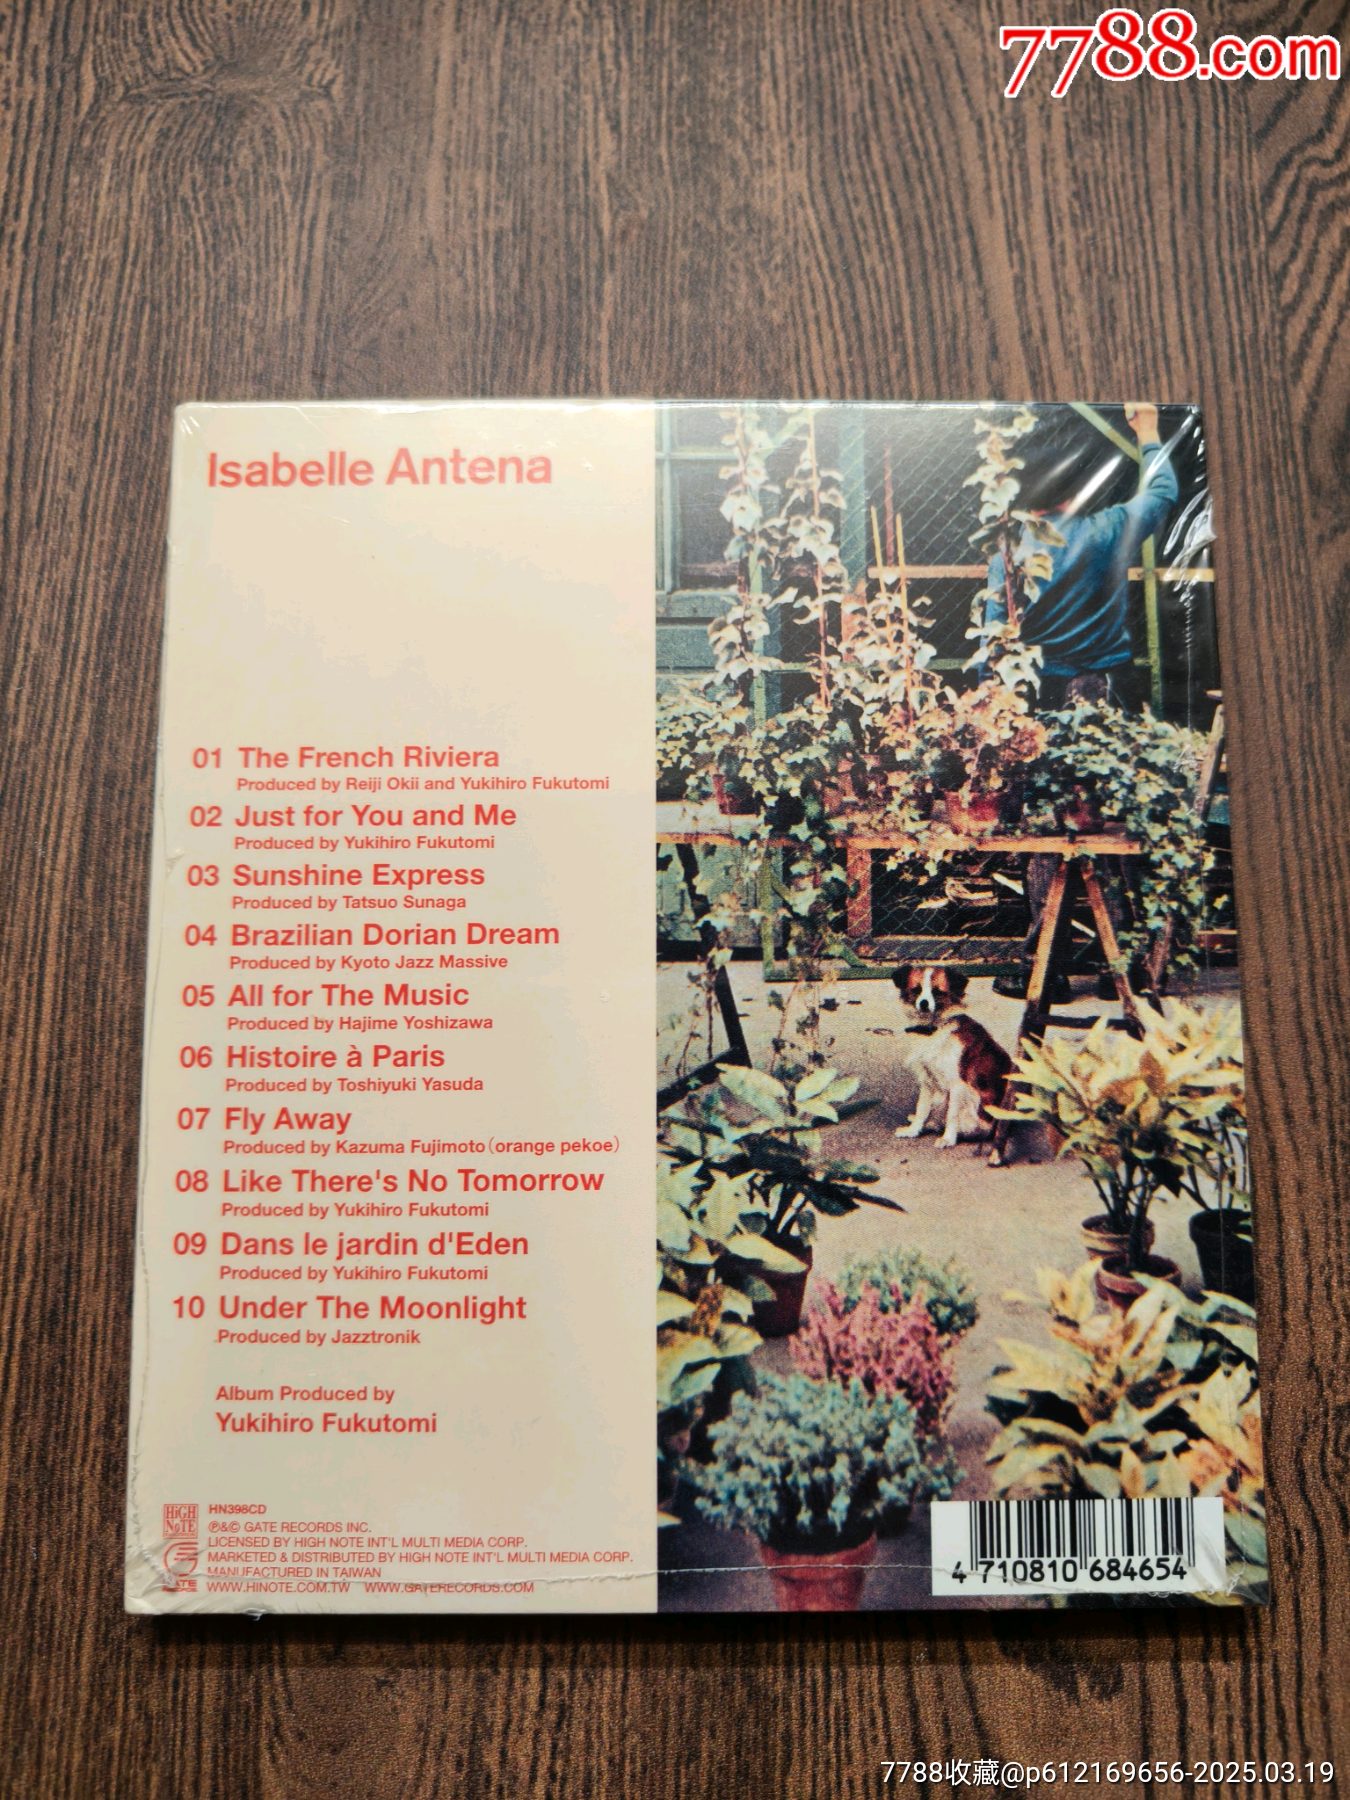 7788.com
Isabelle Antena
01 The French Riviera
Produced by Reiji Okii and Yukihiro Fukutomi
02 Just for You and Me
Produced by Yukihiro Fukutomi
03 Sunshine Express
Produced by Tatsuo Sunaga
04 Brazilian Dorian Dream
Produced by Kyoto Jazz Massive
05 All for The Music
Produced by Hajime Yoshizawa
06 Histoire à Paris
Produced by Toshiyuki Yasuda
07 Fly Away
Produced by Kazuma Fujimoto(orange pekoe)
08 Like There's No Tomorrow
Produced by Yukihiro Fukutomi
09 Dans le jardin d'Eden
Produced by Yukihiro Fukutomi
10 Under The Moonlight
Produced by Jazztronik
Album Produced by
Yukihiro Fukutomi
HIGH
NOTE
HN398CD
℗&© GATE RECORDS INC.
LICENSED BY HIGH NOTE INT'L MULTI MEDIA CORP.
MARKETED & DISTRIBUTED BY HIGH NOTE INT'L MULTI MEDIA CORP.
MANUFACTURED IN TAIWAN
WWW.HINOTE.COM.TW WWW.GATERECORDS.COM
4 710810 684654
7788收藏@p612169656-2025.03.19